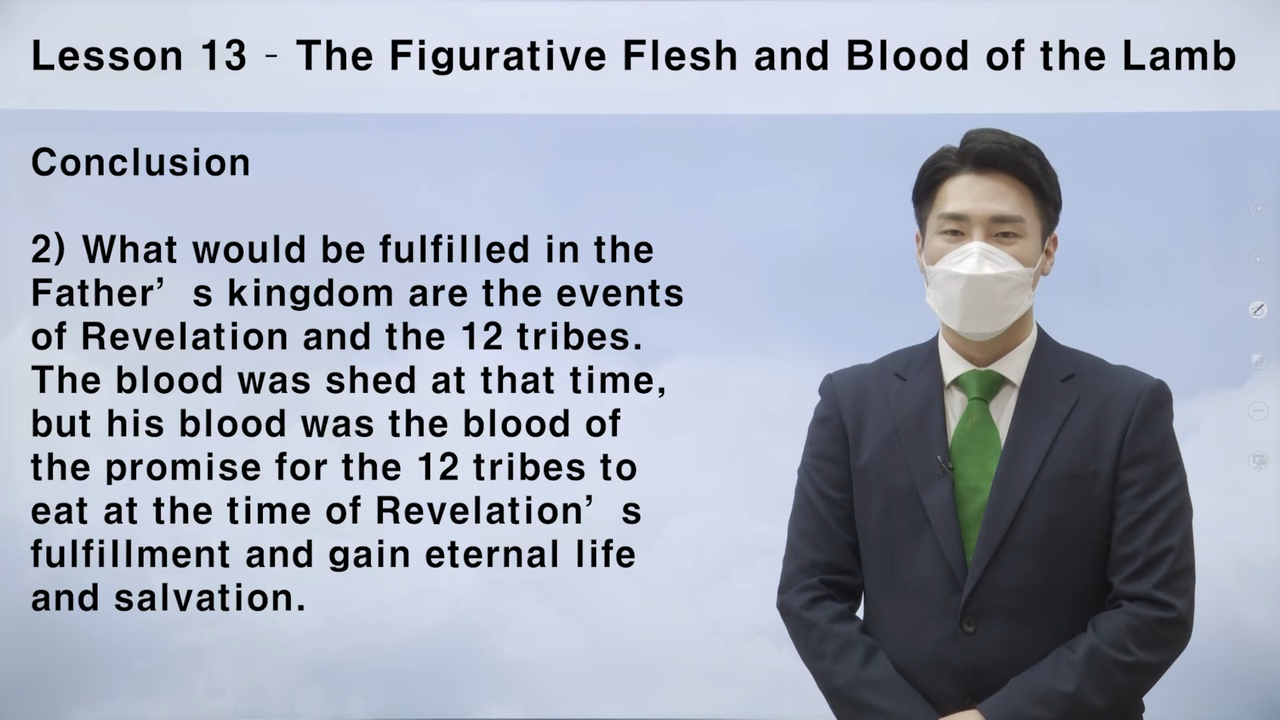 Lesson 13 - The Figurative Flesh and Blood of the Lamb
Conclusion
2) What would be fulfilled in the
Father’ s kingdom are the events
of Revelation and the 12 tribes.
The blood was shed at that time,
but his blood was the blood of
the promise for the 12 tribes to
eat at the time of Revelation’ s
fulfillment and gain eternal life
and salvation.